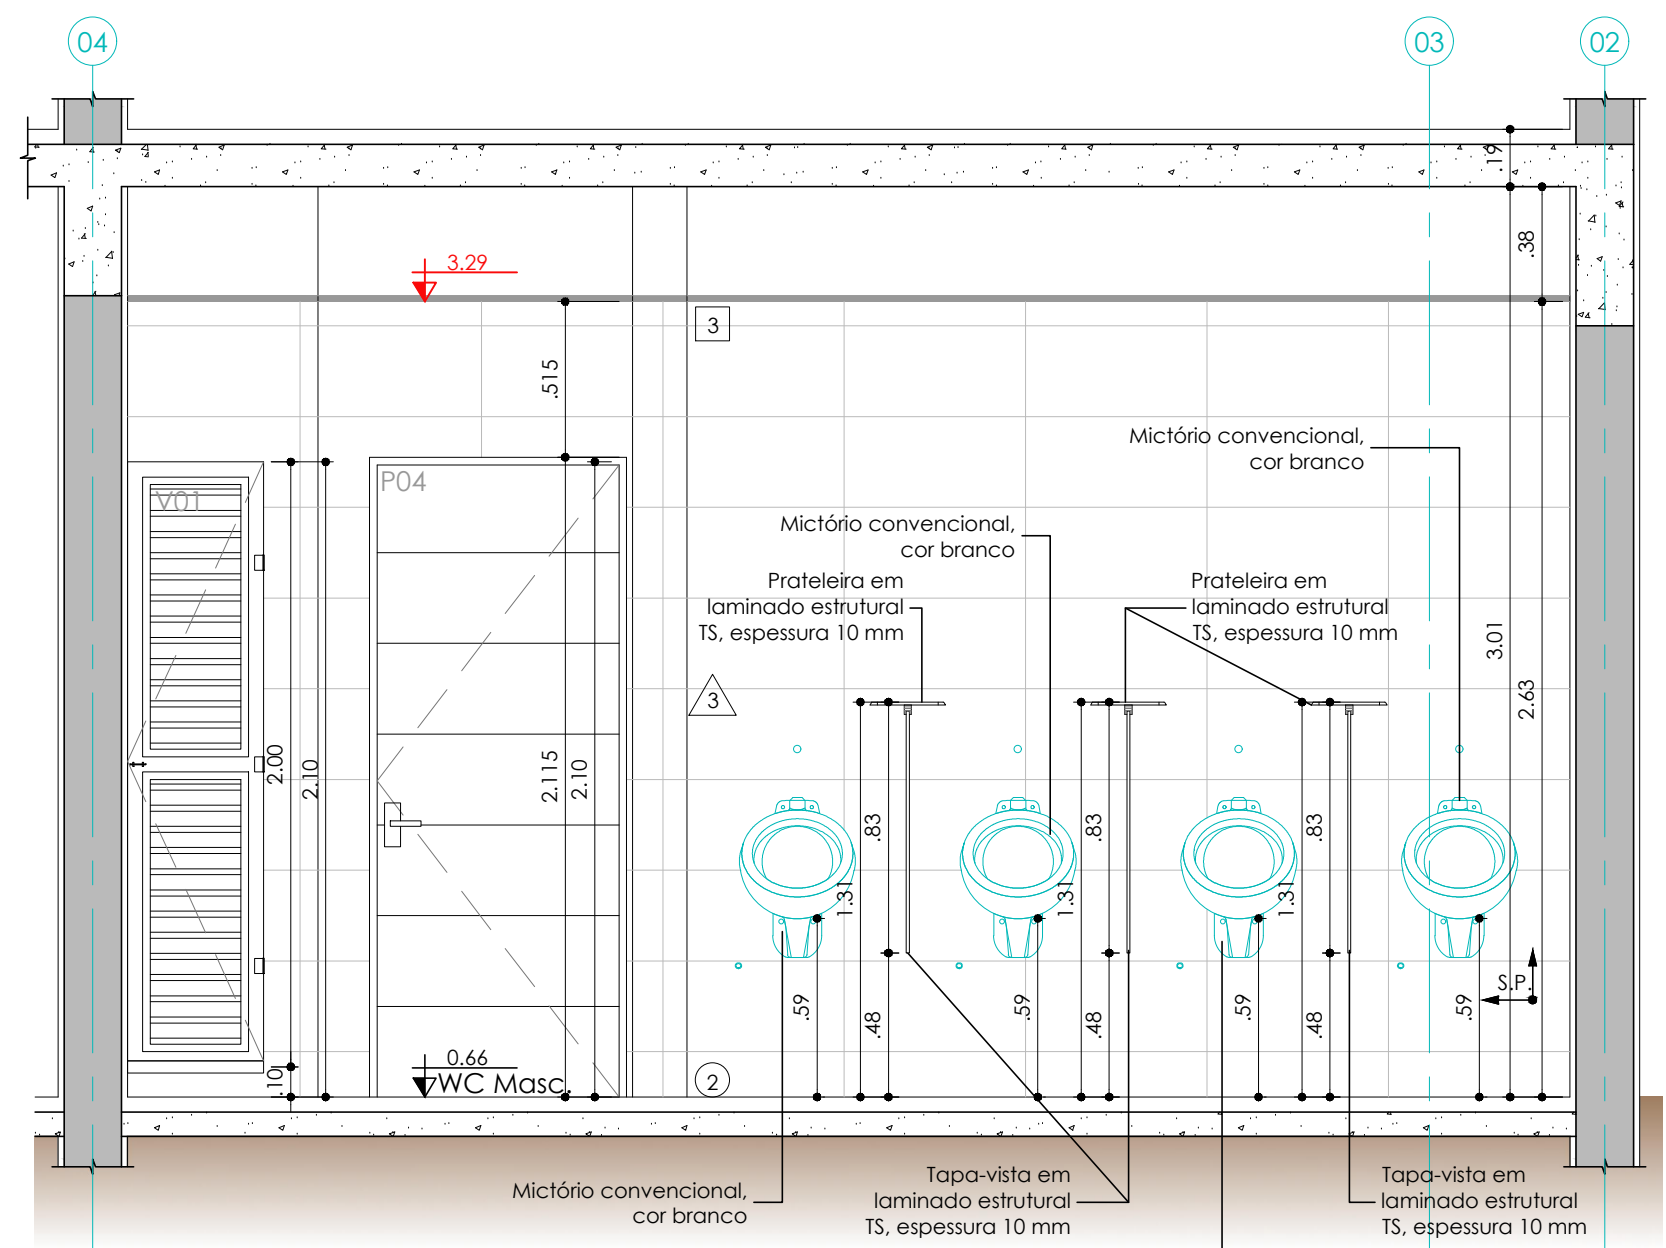 04
03
02
.19
.38
3.29
3
.515
Mictório convencional,
cor branco
V01
P04
Mictório convencional,
cor branco
Prateleira em
laminado estrutural
TS, espessura 10 mm
Prateleira em
laminado estrutural
TS, espessura 10 mm
3.01
2.63
3
2.00
2.10
2.115
2.10
.83
.83
.83
1.31
1.31
1.31
S.P.
.59
.48
.59
.48
.59
.48
.59
0.66
WC Masc.
.10
2
Mictório convencional,
cor branco
Tapa-vista em
laminado estrutural
TS, espessura 10 mm
Tapa-vista em
laminado estrutural
TS, espessura 10 mm